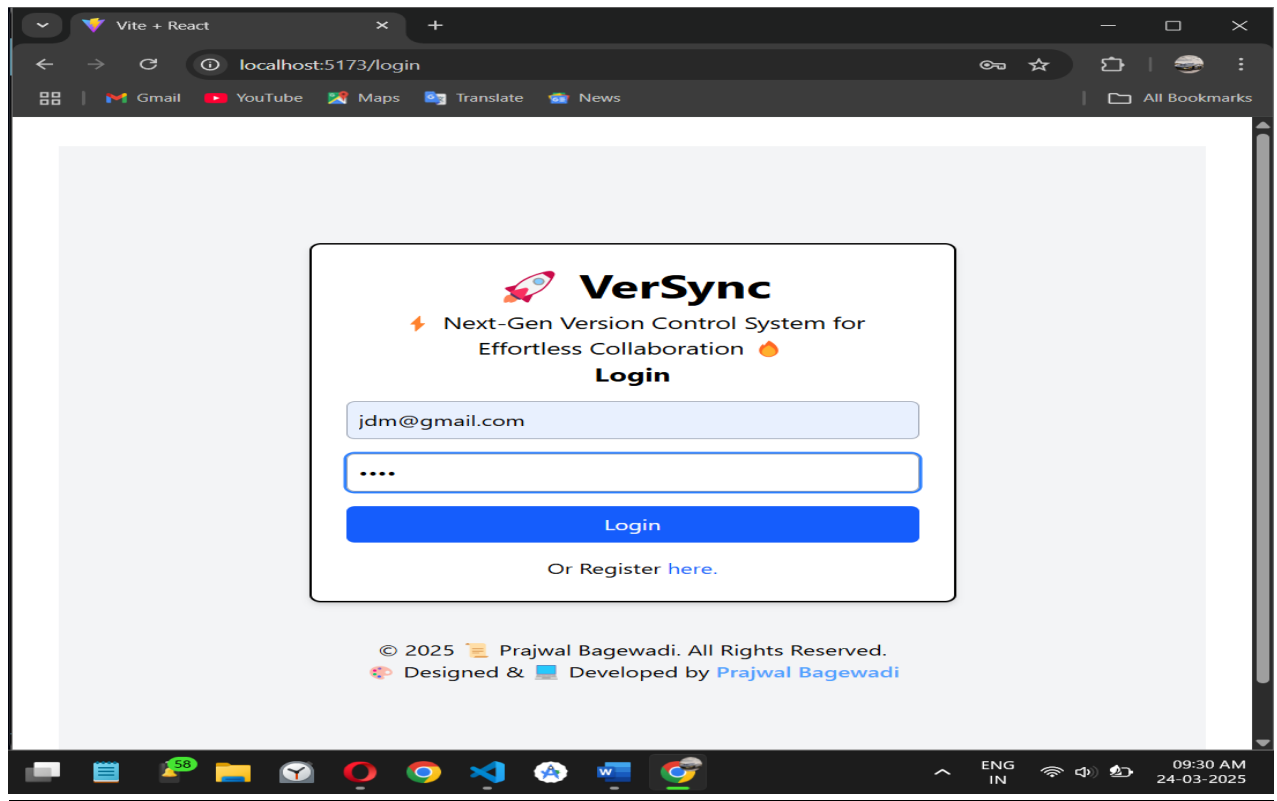 Vite + React
localhost:5173/login
Gmail YouTube Maps Translate News All Bookmarks
🚀 VerSync
⚡ Next-Gen Version Control System for
Effortless Collaboration 🔥
Login
jdm@gmail.com
••••
Login
Or Register here.
© 2025 📜 Prajwal Bagewadi. All Rights Reserved.
🎨 Designed & 💻 Developed by Prajwal Bagewadi
58
ENG
IN
09:30 AM
24-03-2025